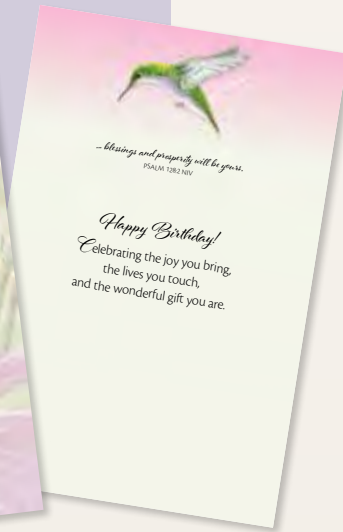 ... blessings and prosperity will be yours.
PSALM 128:2 NIV
Happy Birthday!
Celebrating the joy you bring,
the lives you touch,
and the wonderful gift you are.